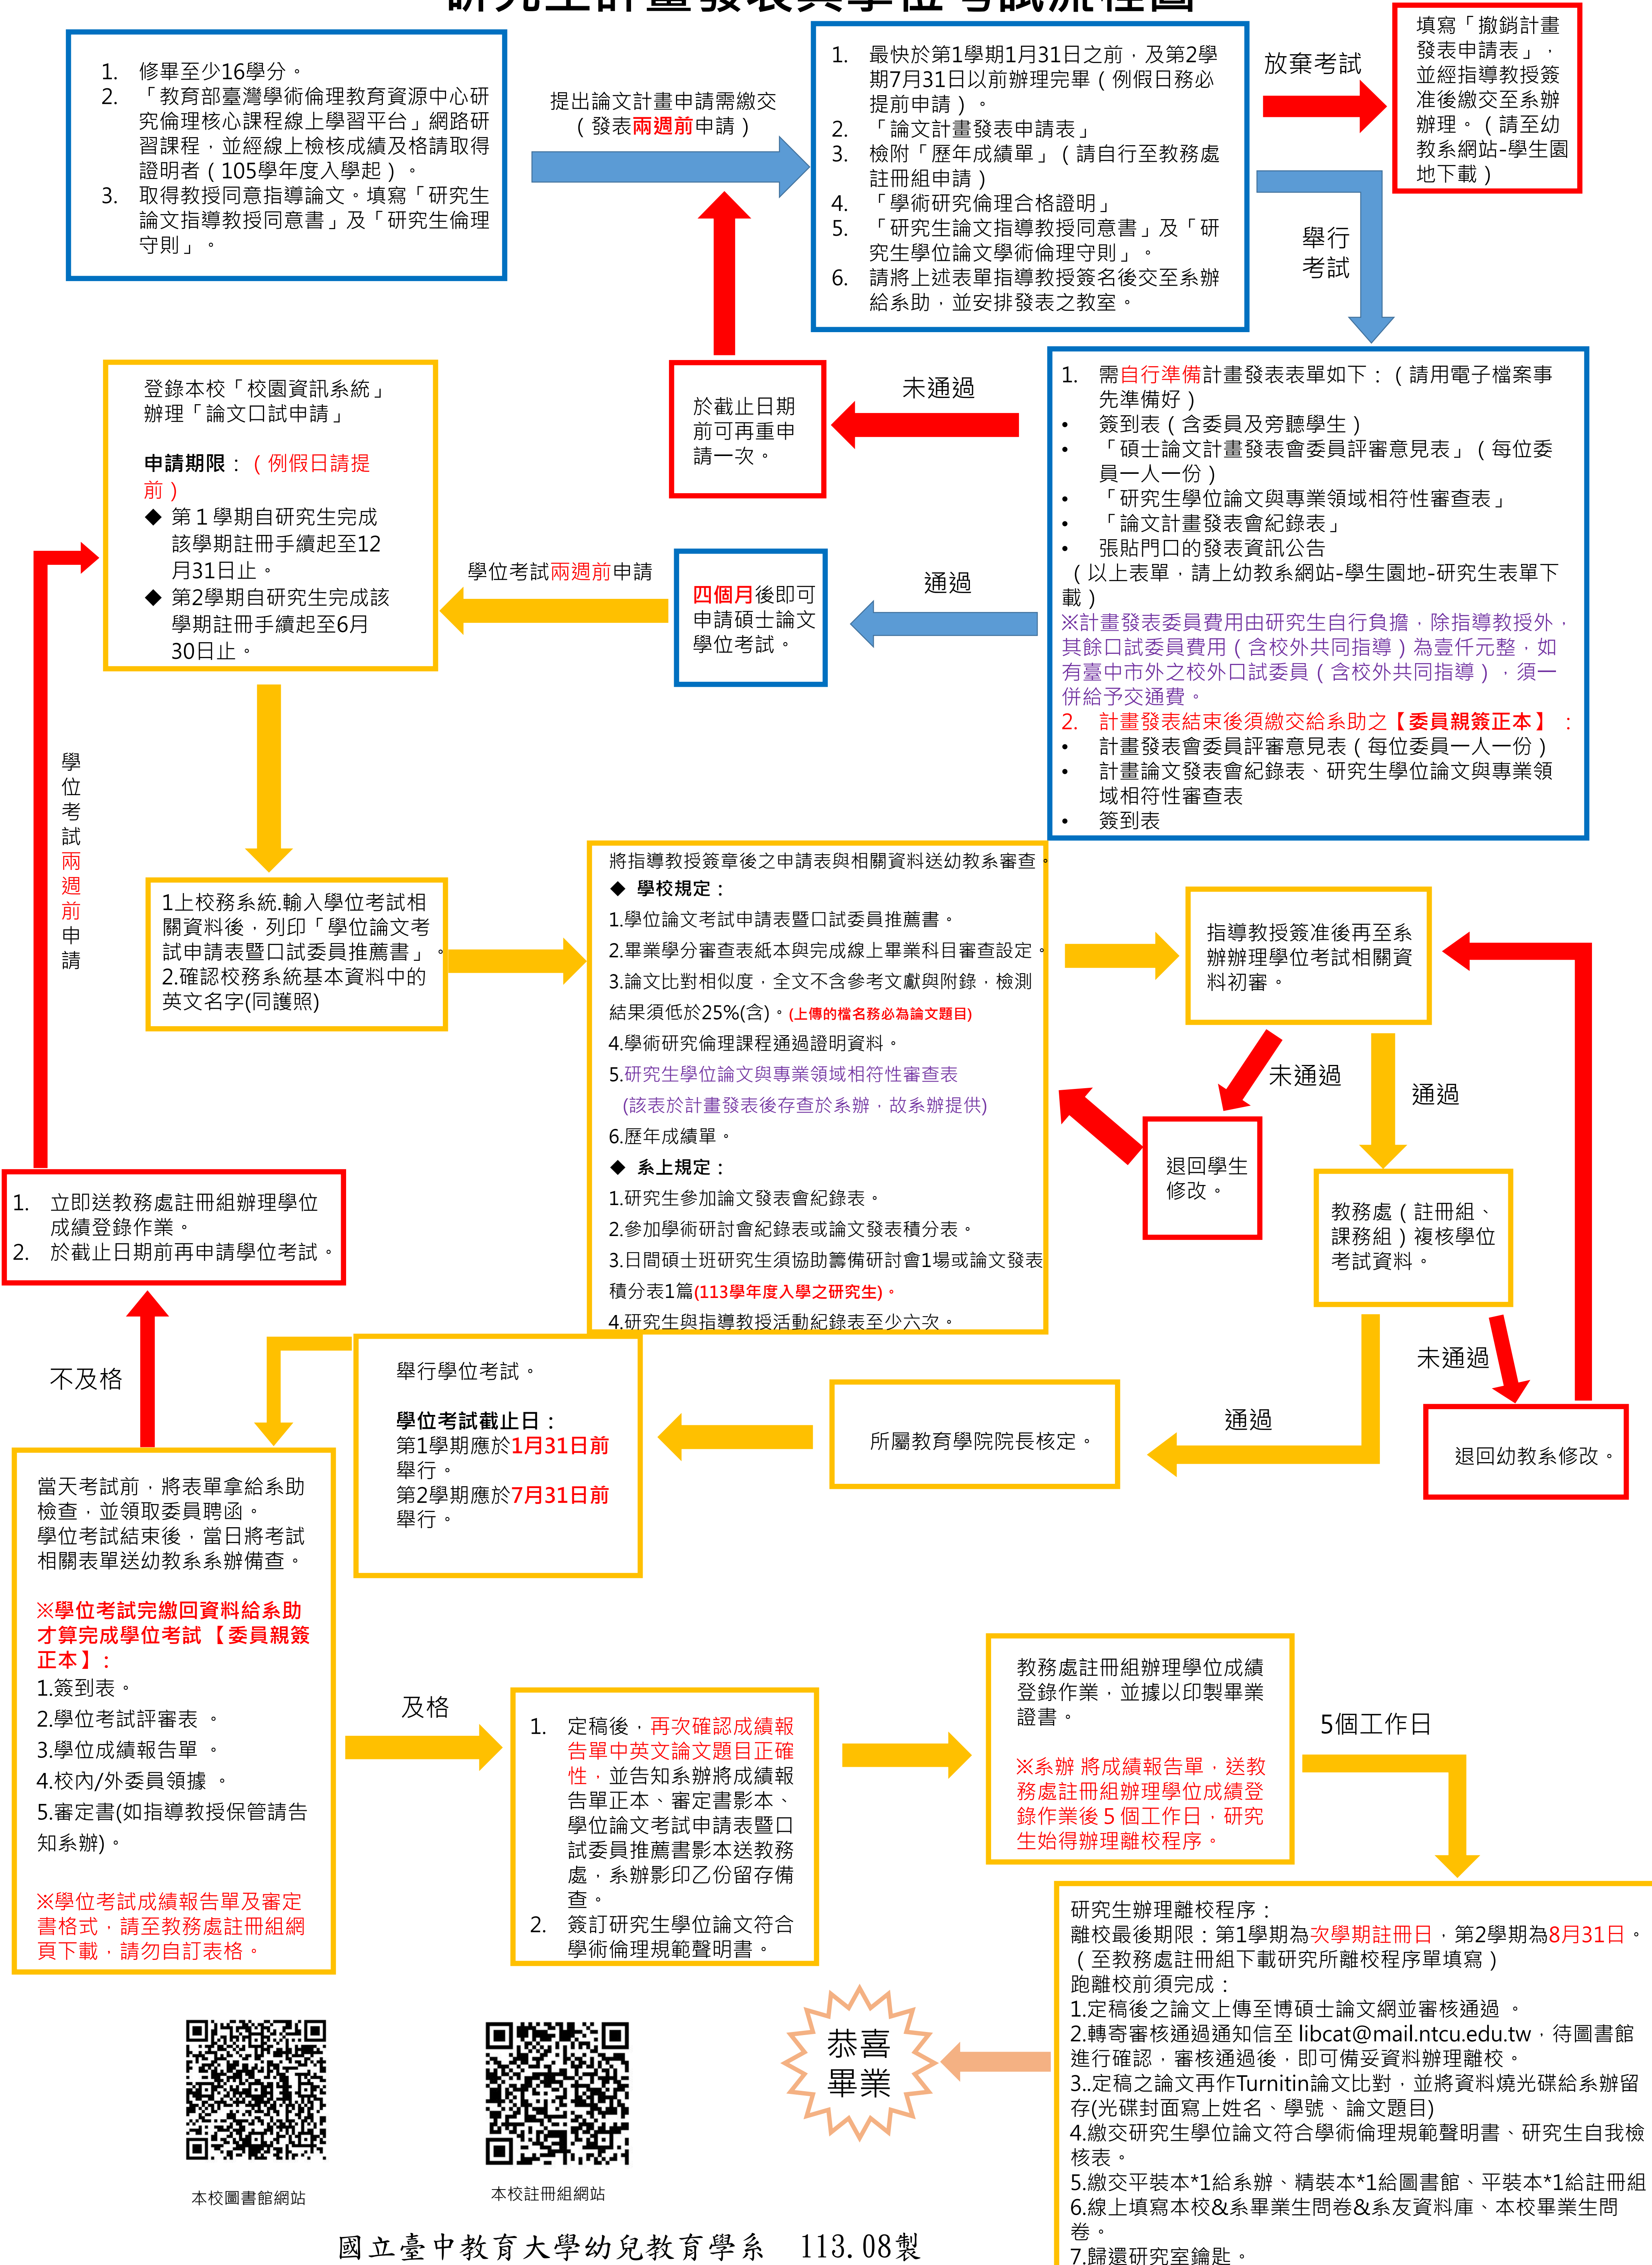 研究生計畫發表與學位考試流程圖
1. 修畢至少16學分。
2. 「教育部臺灣學術倫理教育資源中心研
究倫理核心課程線上學習平台」網路研
習課程，並經線上檢核成績及格請取得
證明者（105學年度入學起）。
3. 取得教授同意指導論文。填寫「研究生
論文指導教授同意書」及「研究生倫理
守則」。
提出論文計畫申請需繳交
（發表兩週前申請）
1. 最快於第1學期1月31日之前，及第2學
期7月31日以前辦理完畢（例假日務必
提前申請）。
2. 「論文計畫發表申請表」
3. 檢附「歷年成績單」（請自行至教務處
註冊組申請）
4. 「學術研究倫理合格證明」
5. 「研究生論文指導教授同意書」及「研
究生學位論文學術倫理守則」。
6. 請將上述表單指導教授簽名後交至系辦
給系助，並安排發表之教室。
放棄考試
填寫「撤銷計畫
發表申請表」，
並經指導教授簽
准後繳交至系辦
辦理。（請至幼
教系網站-學生園
地下載）
舉行
考試
1. 需自行準備計畫發表表單如下：（請用電子檔案事
先準備好）
• 簽到表（含委員及旁聽學生）
• 「碩士論文計畫發表會委員評審意見表」（每位委
員一人一份）
• 「研究生學位論文與專業領域相符性審查表」
• 「論文計畫發表會紀錄表」
• 張貼門口的發表資訊公告
（以上表單，請上幼教系網站-學生園地-研究生表單下
載）
※計畫發表委員費用由研究生自行負擔，除指導教授外，
其餘口試委員費用（含校外共同指導）為壹仟元整，如
有臺中市外之校外口試委員（含校外共同指導），須一
併給予交通費。
2. 計畫發表結束後須繳交給系助之【委員親簽正本】：
• 計畫發表會委員評審意見表（每位委員一人一份）
• 計畫論文發表會紀錄表、研究生學位論文與專業領
域相符性審查表
• 簽到表
未通過
於截止日期
前可再重申
請一次。
通過
四個月後即可
申請碩士論文
學位考試。
學位考試兩週前申請
登錄本校「校園資訊系統」
辦理「論文口試申請」
申請期限：（例假日請提
前）
◆ 第１學期自研究生完成
該學期註冊手續起至12
月31日止。
◆ 第2學期自研究生完成該
學期註冊手續起至6月
30日止。
學位考試兩週前申請
1上校務系統.輸入學位考試相
關資料後，列印「學位論文考
試申請表暨口試委員推薦書」。
2.確認校務系統基本資料中的
英文名字(同護照)
將指導教授簽章後之申請表與相關資料送幼教系審查。
◆ 學校規定：
1.學位論文考試申請表暨口試委員推薦書。
2.畢業學分審查表紙本與完成線上畢業科目審查設定。
3.論文比對相似度，全文不含參考文獻與附錄，檢測
結果須低於25%(含)。(上傳的檔名務必為論文題目)
4.學術研究倫理課程通過證明資料。
5.研究生學位論文與專業領域相符性審查表
(該表於計畫發表後存查於系辦，故系辦提供)
6.歷年成績單。
◆ 系上規定：
1.研究生參加論文發表會紀錄表。
2.參加學術研討會紀錄表或論文發表積分表。
3.日間碩士班研究生須協助籌備研討會1場或論文發表
積分表1篇(113學年度入學之研究生)。
4.研究生與指導教授活動紀錄表至少六次。
指導教授簽准後再至系
辦辦理學位考試相關資
料初審。
未通過
通過
退回學生
修改。
教務處（註冊組、
課務組）複核學位
考試資料。
未通過
退回幼教系修改。
通過
所屬教育學院院長核定。
舉行學位考試。
學位考試截止日：
第1學期應於1月31日前
舉行。
第2學期應於7月31日前
舉行。
1. 立即送教務處註冊組辦理學位
成績登錄作業。
2. 於截止日期前再申請學位考試。
不及格
當天考試前，將表單拿給系助
檢查，並領取委員聘函。
學位考試結束後，當日將考試
相關表單送幼教系系辦備查。
※學位考試完繳回資料給系助
才算完成學位考試【委員親簽
正本】：
1.簽到表。
2.學位考試評審表 。
3.學位成績報告單 。
4.校內/外委員領據 。
5.審定書(如指導教授保管請告
知系辦)。
※學位考試成績報告單及審定
書格式，請至教務處註冊組網
頁下載，請勿自訂表格。
及格
1. 定稿後，再次確認成績報
告單中英文論文題目正確
性，並告知系辦將成績報
告單正本、審定書影本、
學位論文考試申請表暨口
試委員推薦書影本送教務
處，系辦影印乙份留存備
查。
2. 簽訂研究生學位論文符合
學術倫理規範聲明書。
教務處註冊組辦理學位成績
登錄作業，並據以印製畢業
證書。
※系辦 將成績報告單，送教
務處註冊組辦理學位成績登
錄作業後５個工作日，研究
生始得辦理離校程序。
5個工作日
研究生辦理離校程序：
離校最後期限：第1學期為次學期註冊日，第2學期為8月31日。
（至教務處註冊組下載研究所離校程序單填寫）
跑離校前須完成：
1.定稿後之論文上傳至博碩士論文網並審核通過 。
2.轉寄審核通過通知信至 libcat@mail.ntcu.edu.tw，待圖書館
進行確認，審核通過後，即可備妥資料辦理離校。
3..定稿之論文再作Turnitin論文比對，並將資料燒光碟給系辦留
存(光碟封面寫上姓名、學號、論文題目)
4.繳交研究生學位論文符合學術倫理規範聲明書、研究生自我檢
核表。
5.繳交平裝本*1給系辦、精裝本*1給圖書館、平裝本*1給註冊組
6.線上填寫本校&系畢業生問卷&系友資料庫、本校畢業生問
卷。
7.歸還研究室鑰匙。
恭喜
畢業
本校圖書館網站
本校註冊組網站
國立臺中教育大學幼兒教育學系 113.08製